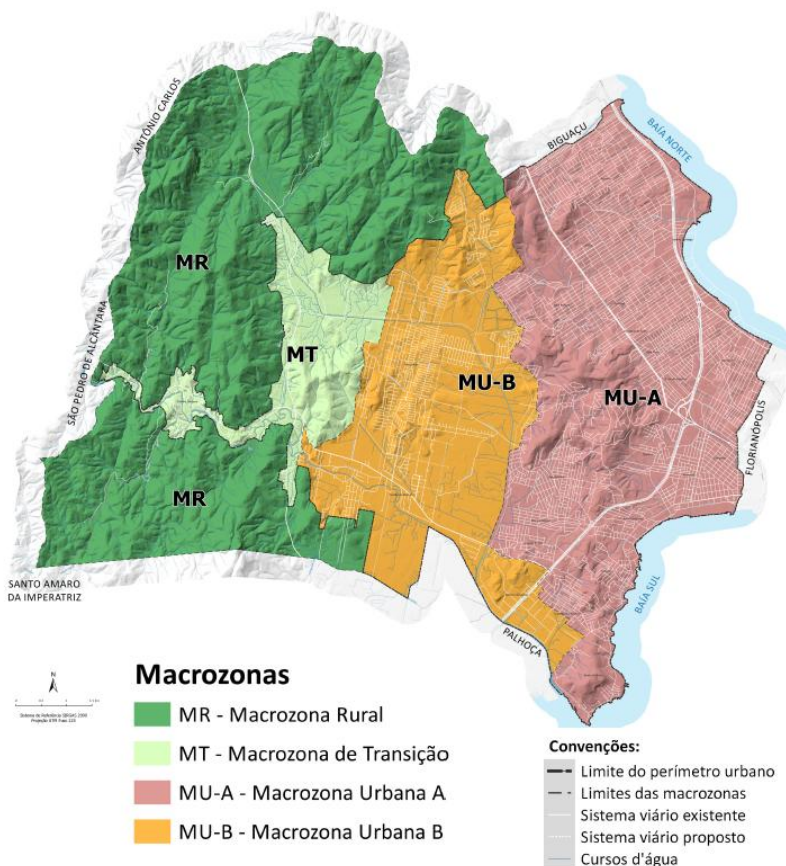 ANTÔNIO CARLOS
BIGUAÇU
BAÍA NORTE
MR
SÃO PEDRO DE ALCÂNTARA
MT
MU-B
MU-A
FLORIANÓPOLIS
MR
SANTO AMARO
DA IMPERATRIZ
BAÍA SUL
PALHOÇA
N
Macrozonas
MR - Macrozona Rural
MT - Macrozona de Transição
MU-A - Macrozona Urbana A
MU-B - Macrozona Urbana B
Convenções:
Limite do perímetro urbano
Limites das macrozonas
Sistema viário existente
Sistema viário proposto
Cursos d'água